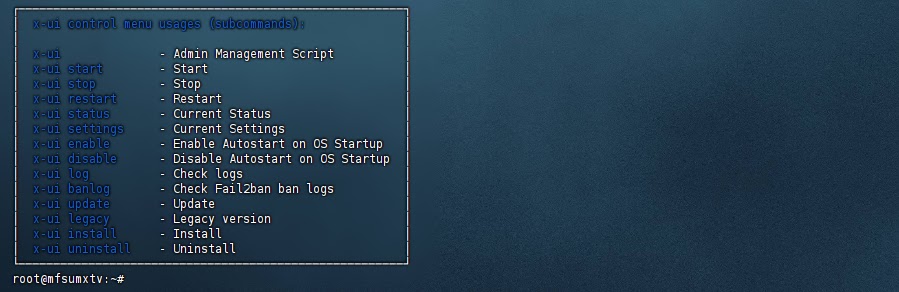 x-ui control menu usages (subcommands):
x-ui - Admin Management Script
x-ui start - Start
x-ui stop - Stop
x-ui restart - Restart
x-ui status - Current Status
x-ui settings - Current Settings
x-ui enable - Enable Autostart on OS Startup
x-ui disable - Disable Autostart on OS Startup
x-ui log - Check logs
x-ui banlog - Check Fail2ban ban logs
x-ui update - Update
x-ui legacy - Legacy version
x-ui install - Install
x-ui uninstall - Uninstall
root@mfsumxtv:~#